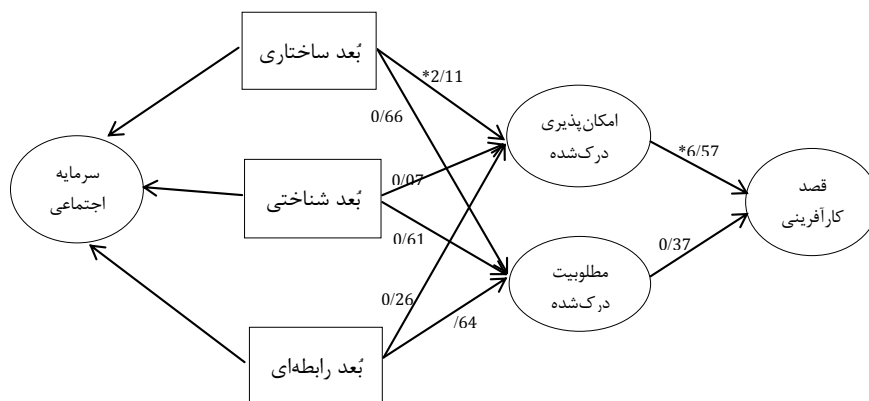 بُعد ساختاری
*2/11
0/66
امکان‌پذیری
درک‌شده
*6/57
سرمایه
اجتماعی
بُعد شناختی
0/07
0/61
قصد
کارآفرینی
0/37
مطلوبیت
درک‌شده
0/26
/64
بُعد رابطه‌ای